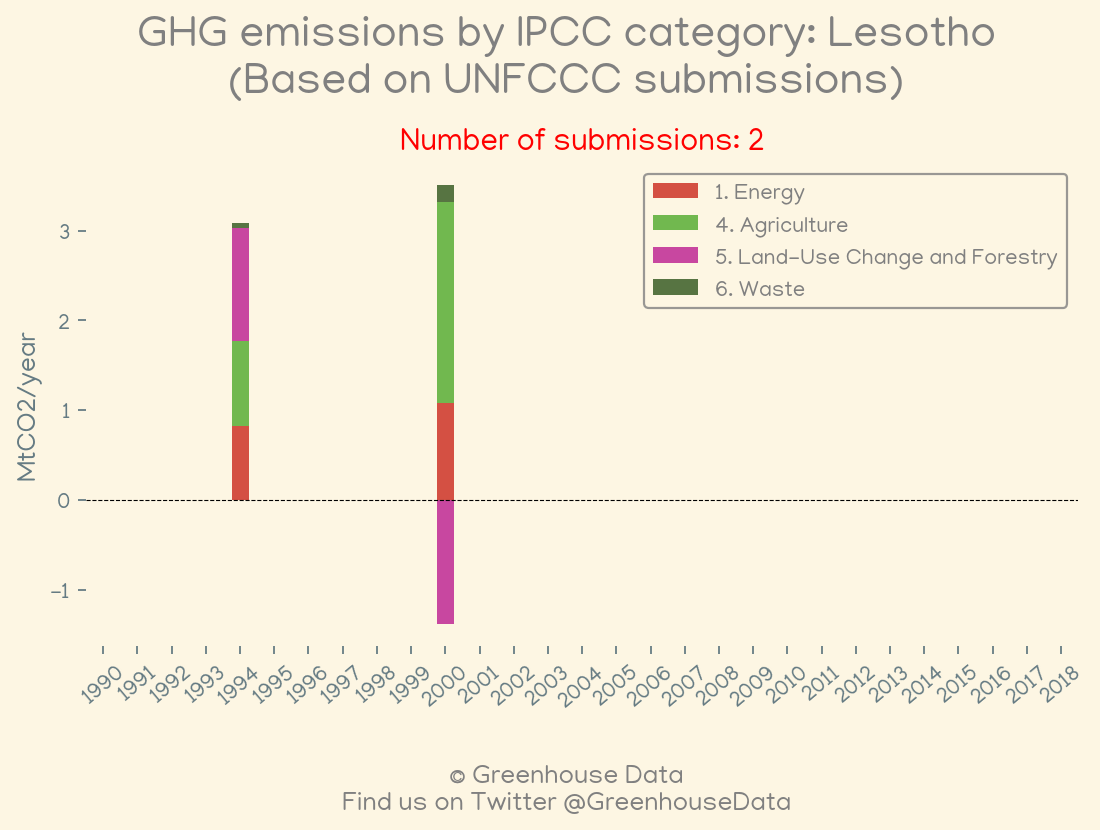 GHG emissions by IPCC category: Lesotho
(Based on UNFCCC submissions)
Number of submissions: 2
1. Energy
4. Agriculture
5. Land-Use Change and Forestry
6. Waste
MtCO2/year
3
2
1
0
−1
1990 1991 1992 1993 1994 1995 1996 1997 1998 1999 2000 2001 2002 2003 2004 2005 2006 2007 2008 2009 2010 2011 2012 2013 2014 2015 2016 2017 2018
© Greenhouse Data
Find us on Twitter @GreenhouseData